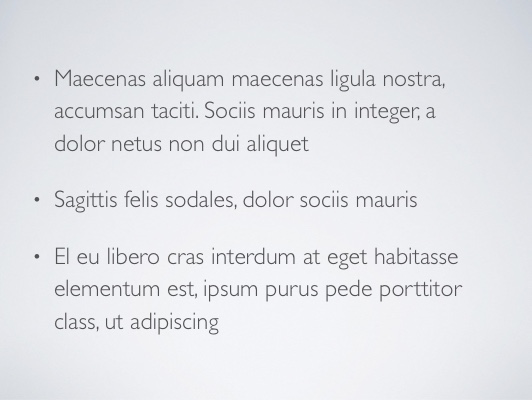 • Maecenas aliquam maecenas ligula nostra,
accumsan taciti. Sociis mauris in integer, a
dolor netus non dui aliquet
• Sagittis felis sodales, dolor sociis mauris
• El eu libero cras interdum at eget habitasse
elementum est, ipsum purus pede porttitor
class, ut adipiscing